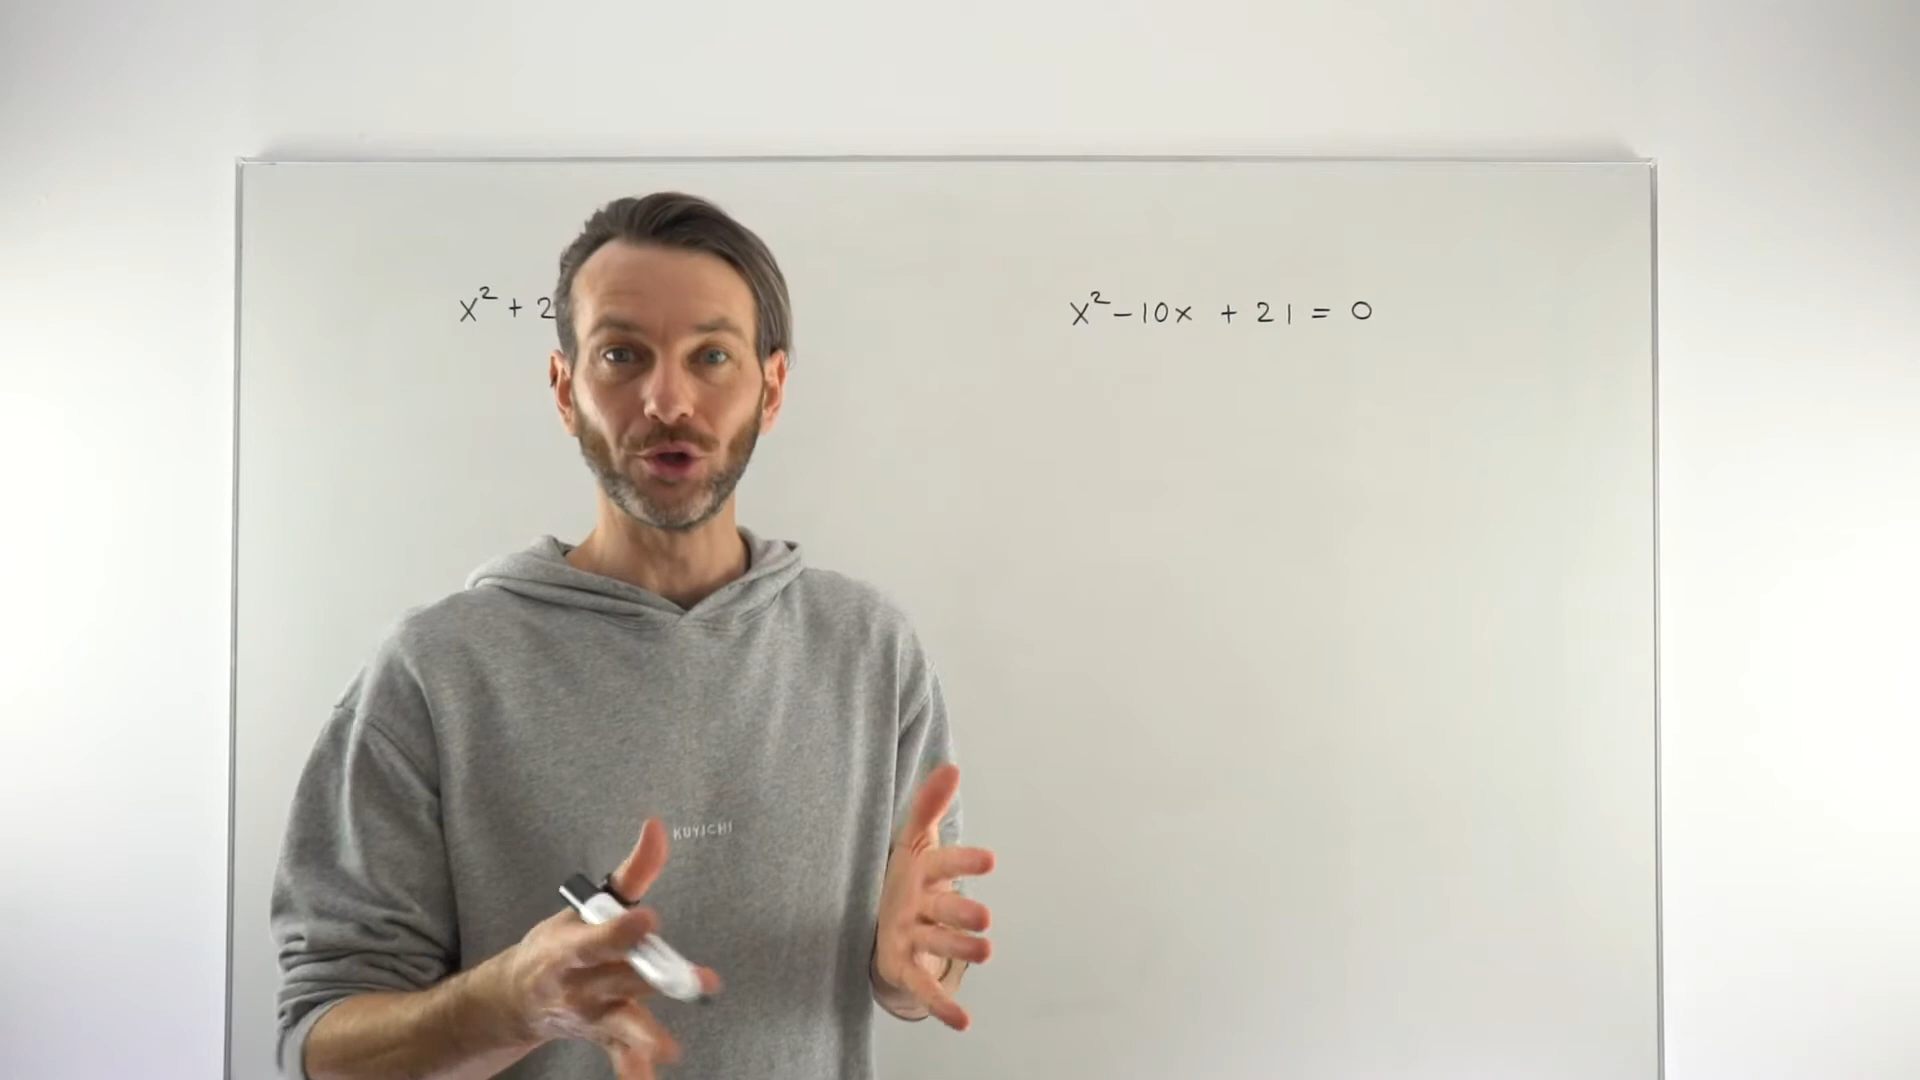 x² + 2
x² - 10x + 21 = 0
KUYICHI